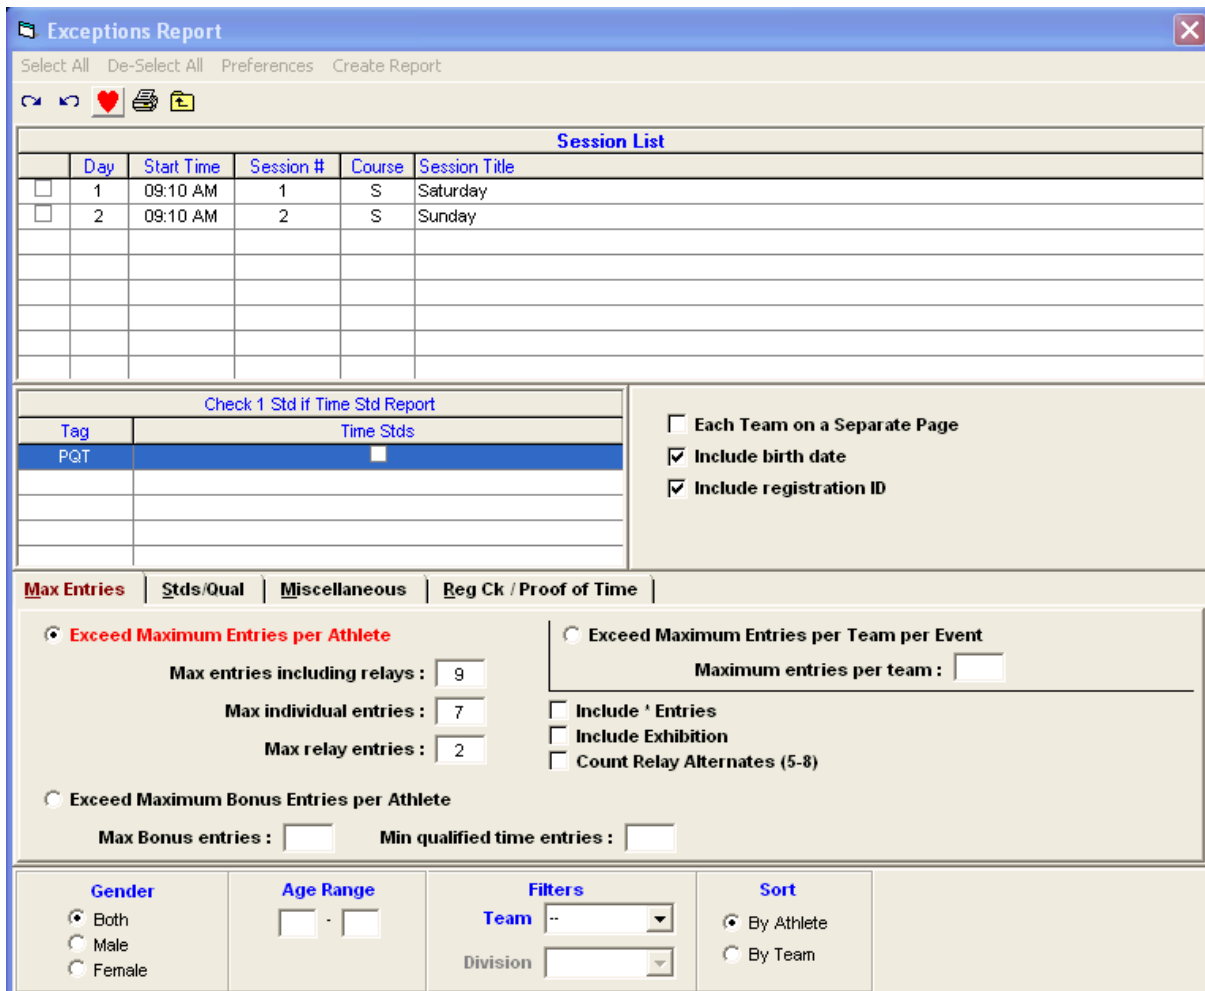 Exceptions Report
Select All De-Select All Preferences Create Report
Session List
Day Start Time Session # Course Session Title
1 09:10 AM 1 S Saturday
2 09:10 AM 2 S Sunday
Check 1 Std if Time Std Report
Tag Time Stds
PQT
Each Team on a Separate Page
Include birth date
Include registration ID
Max Entries Stds/Qual Miscellaneous Reg Ck / Proof of Time
Exceed Maximum Entries per Athlete
Max entries including relays : 9
Max individual entries : 7
Max relay entries : 2
Exceed Maximum Entries per Team per Event
Maximum entries per team :
Include * Entries
Include Exhibition
Count Relay Alternates (5-8)
Exceed Maximum Bonus Entries per Athlete
Max Bonus entries : Min qualified time entries :
Gender
Both
Male
Female
Age Range
-
Filters
Team --
Division
Sort
By Athlete
By Team